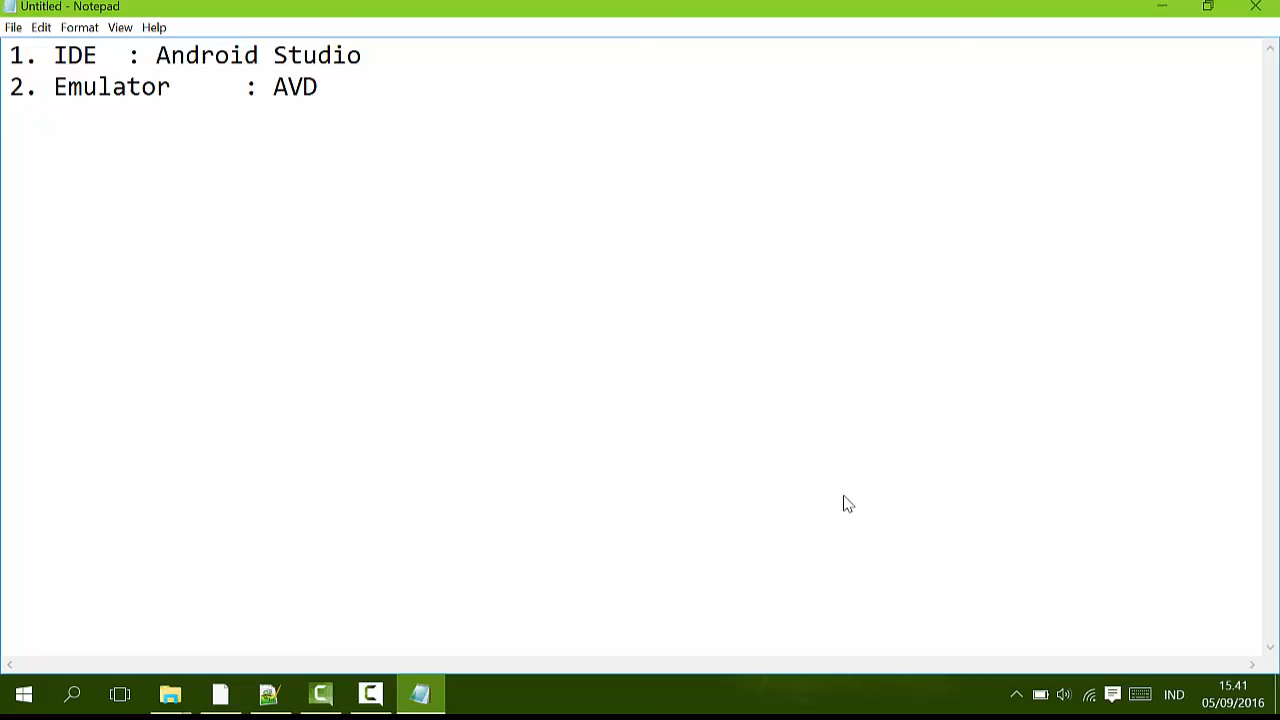 Untitled - Notepad
File Edit Format View Help
1. IDE : Android Studio
2. Emulator : AVD
IND
15.41
05/09/2016